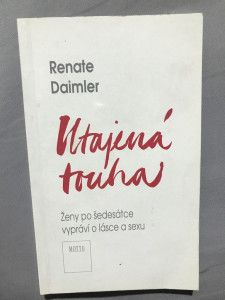 Renate
Daimler
Utajená
touha
Ženy po šedesátce
vypráví o lásce a sexu
MOTTO